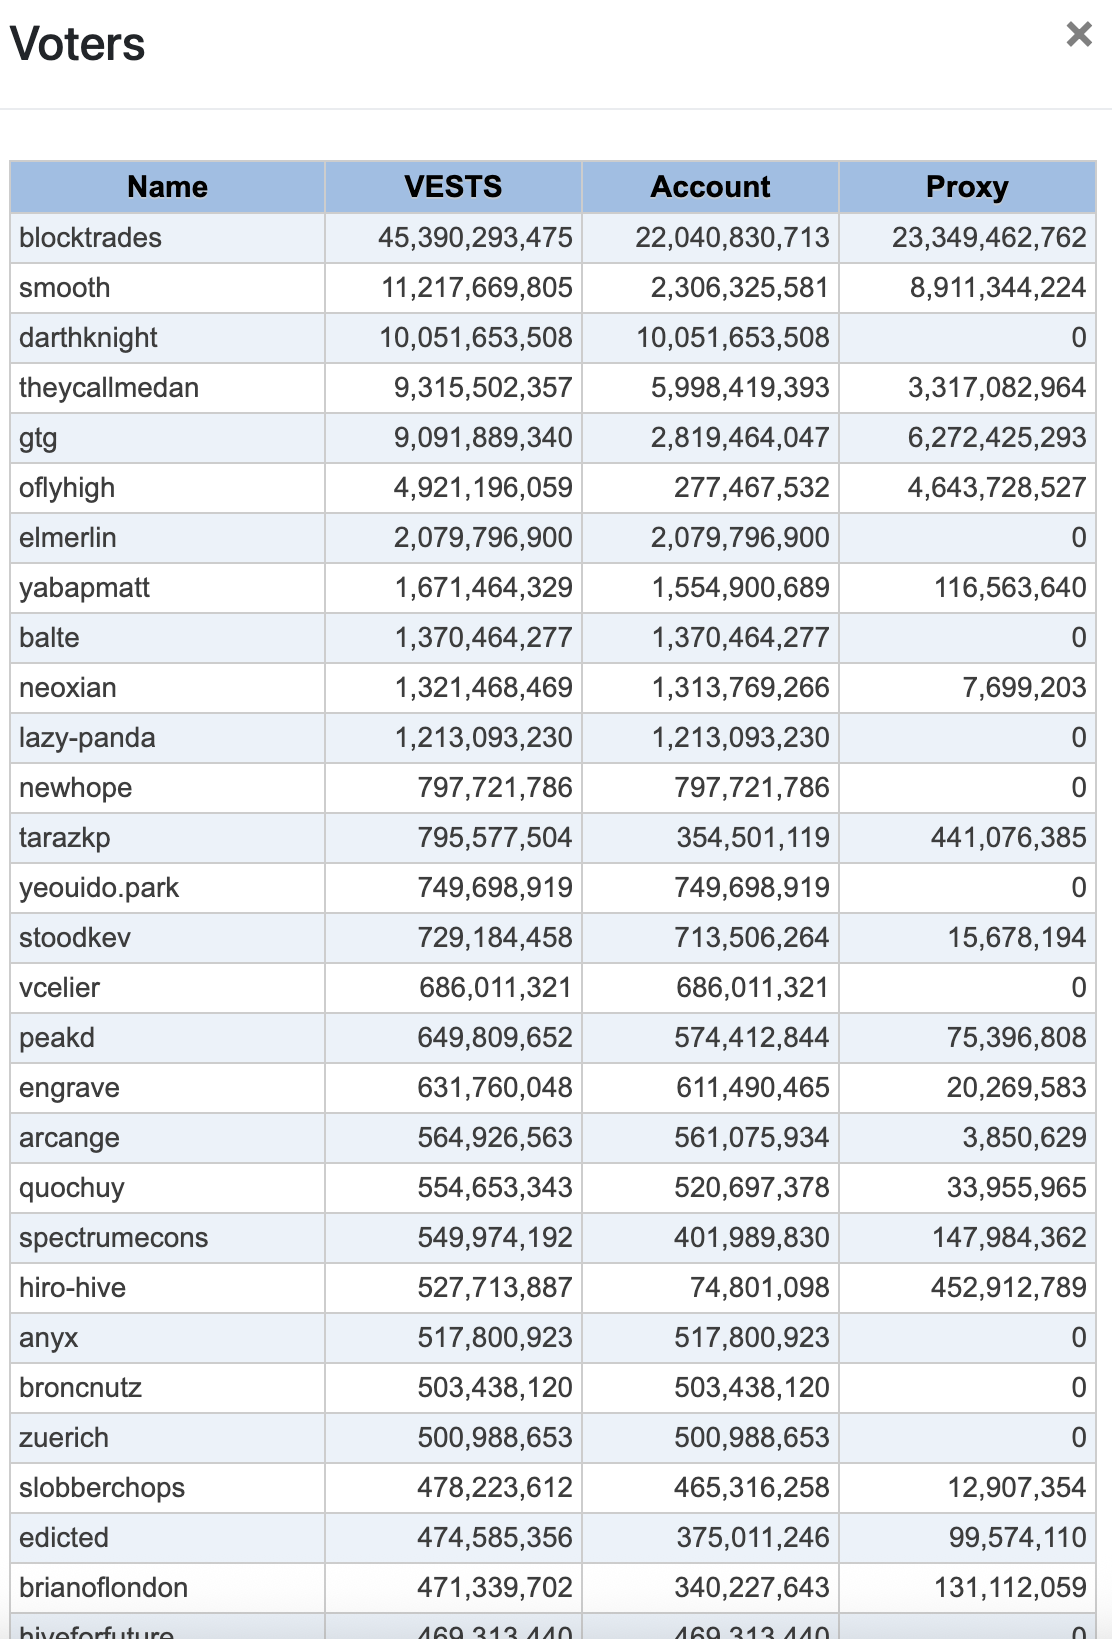 Voters
×
Name VESTS Account Proxy
blocktrades 45,390,293,475 22,040,830,713 23,349,462,762
smooth 11,217,669,805 2,306,325,581 8,911,344,224
darthknight 10,051,653,508 10,051,653,508 0
theycallmedan 9,315,502,357 5,998,419,393 3,317,082,964
gtg 9,091,889,340 2,819,464,047 6,272,425,293
oflyhigh 4,921,196,059 277,467,532 4,643,728,527
elmerlin 2,079,796,900 2,079,796,900 0
yabapmatt 1,671,464,329 1,554,900,689 116,563,640
balte 1,370,464,277 1,370,464,277 0
neoxian 1,321,468,469 1,313,769,266 7,699,203
lazy-panda 1,213,093,230 1,213,093,230 0
newhope 797,721,786 797,721,786 0
tarazkp 795,577,504 354,501,119 441,076,385
yeouido.park 749,698,919 749,698,919 0
stoodkev 729,184,458 713,506,264 15,678,194
vcelier 686,011,321 686,011,321 0
peakd 649,809,652 574,412,844 75,396,808
engrave 631,760,048 611,490,465 20,269,583
arcange 564,926,563 561,075,934 3,850,629
quochuy 554,653,343 520,697,378 33,955,965
spectrumecons 549,974,192 401,989,830 147,984,362
hiro-hive 527,713,887 74,801,098 452,912,789
anyx 517,800,923 517,800,923 0
broncnutz 503,438,120 503,438,120 0
zuerich 500,988,653 500,988,653 0
slobberchops 478,223,612 465,316,258 12,907,354
edicted 474,585,356 375,011,246 99,574,110
brianoflondon 471,339,702 340,227,643 131,112,059
hiveforfuture 469,313,440 469,313,440 0